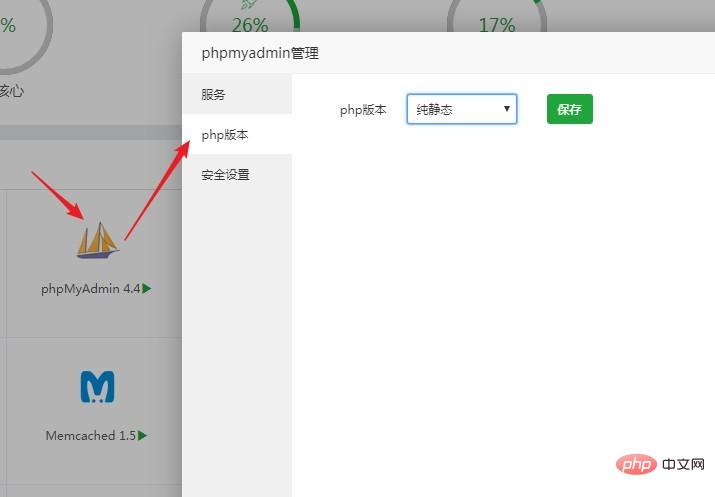 %
26%
17%
核心
phpmyadmin管理
服务
php版本
纯静态
保存
php版本
安全设置
phpMyAdmin 4.4
Memcached 1.5
php 中文网